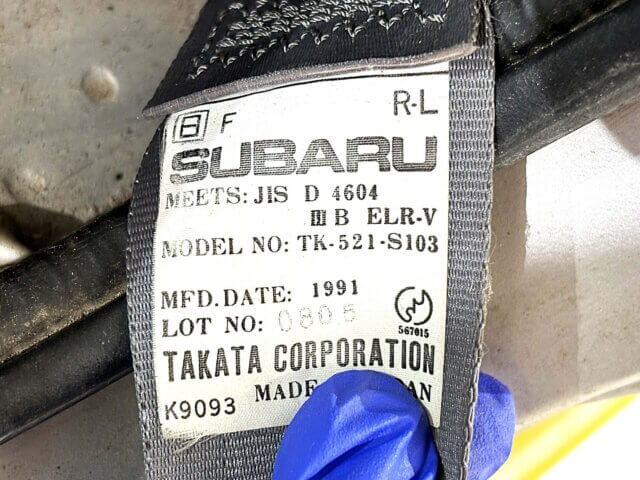 日 F R-L
SUBARU
MEETS: JIS D 4604
III B ELR-V
MODEL NO: TK-521-S103
MFD.DATE: 1991
LOT NO: 0805
567015
TAKATA CORPORATION
K9093 MADE